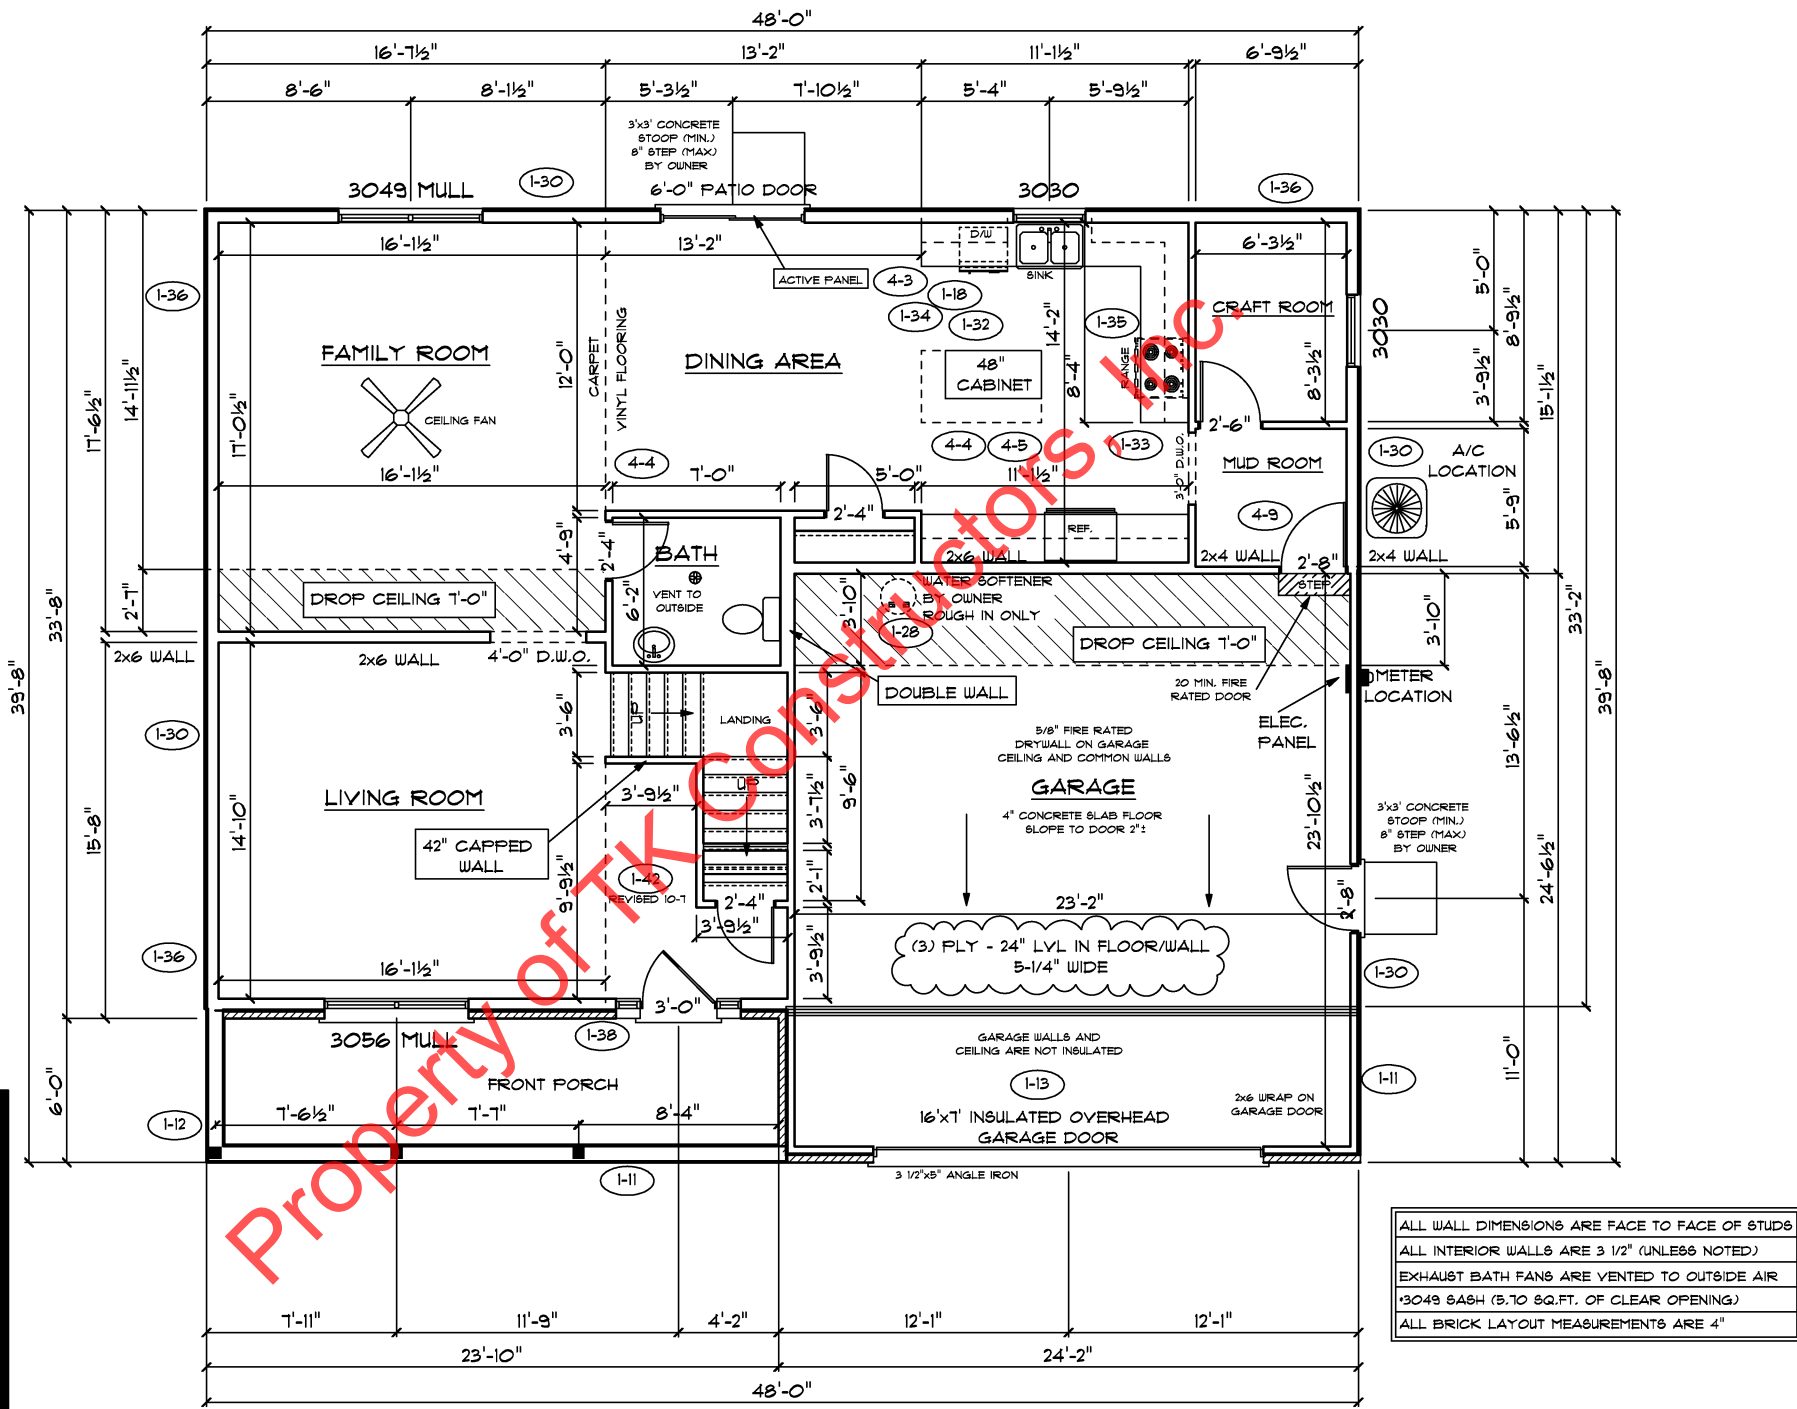 48'-0"
16'-7½"
13'-2"
11'-1½"
6'-9½"
8'-6"
8'-1½"
5'-3½"
7'-10½"
5'-4"
5'-9½"
3'x3' CONCRETE
STOOP (MIN.)
8" STEP (MAX)
BY OWNER
3049 MULL
1-30
6'-0" PATIO DOOR
3030
1-36
16'-1½"
13'-2"
D/W
SINK
6'-3½"
ACTIVE PANEL
4-3
1-18
1-34
1-32
1-35
14'-2"
CRAFT ROOM
3030
5'-0"
8'-9½"
1-36
FAMILY ROOM
CEILING FAN
12'-0"
CARPET
VINYL FLOORING
DINING AREA
48"
CABINET
8'-4"
RANGE
8'-3½"
3'-9½"
15'-1½"
17'-6½"
14'-11½"
17'-0½"
2'-6"
4-4
4-5
1-33
3'-0" D.W.O.
MUD ROOM
1-30
A/C
LOCATION
16'-1½"
4-4
7'-0"
5'-0"
11'-1½"
4-9
5'-9"
2'-4"
REF.
4'-9"
2'-4"
BATH
2x6 WALL
2x4 WALL
2'-8"
2x4 WALL
STEP
VENT TO
OUTSIDE
6'-2"
DROP CEILING 7'-0"
2'-7"
WATER SOFTENER
BY OWNER
ROUGH IN ONLY
1-28
3'-10"
DROP CEILING 7'-0"
3'-10"
33'-8"
33'-2"
2x6 WALL
2x6 WALL
4'-0" D.W.O.
39'-8"
39'-8"
DOUBLE WALL
20 MIN. FIRE
RATED DOOR
METER
LOCATION
ELEC.
PANEL
1-30
3'-6"
UP
LANDING
3'-6"
5/8" FIRE RATED
DRYWALL ON GARAGE
CEILING AND COMMON WALLS
13'-6½"
LIVING ROOM
3'-9½"
UP
3'-7½"
9'-6"
GARAGE
4" CONCRETE SLAB FLOOR
SLOPE TO DOOR 2"±
23'-10½"
3'x3' CONCRETE
STOOP (MIN.)
8" STEP (MAX)
BY OWNER
15'-8"
14'-10"
42" CAPPED
WALL
1-42
REVISED 10-7
9'-9½"
2'-1"
2'-4"
3'-9½"
3'-9½"
23'-2"
2'-8"
24'-6½"
(3) PLY - 24" LVL IN FLOOR/WALL
5-1/4" WIDE
1-36
16'-1½"
1-30
3'-0"
3056 MULL
1-38
GARAGE WALLS AND
CEILING ARE NOT INSULATED
6'-0"
FRONT PORCH
1-13
11'-0"
1-11
1-12
7'-6½"
7'-7"
8'-4"
16'x7' INSULATED OVERHEAD
GARAGE DOOR
2x6 WRAP ON
GARAGE DOOR
1-11
3 1/2"x5" ANGLE IRON
Property of TK Constructors, Inc.
ALL WALL DIMENSIONS ARE FACE TO FACE OF STUDS
ALL INTERIOR WALLS ARE 3 1/2" (UNLESS NOTED)
EXHAUST BATH FANS ARE VENTED TO OUTSIDE AIR
*3049 SASH (5.70 SQ.FT. OF CLEAR OPENING)
ALL BRICK LAYOUT MEASUREMENTS ARE 4"
7'-11"
11'-9"
4'-2"
12'-1"
12'-1"
23'-10"
24'-2"
48'-0"